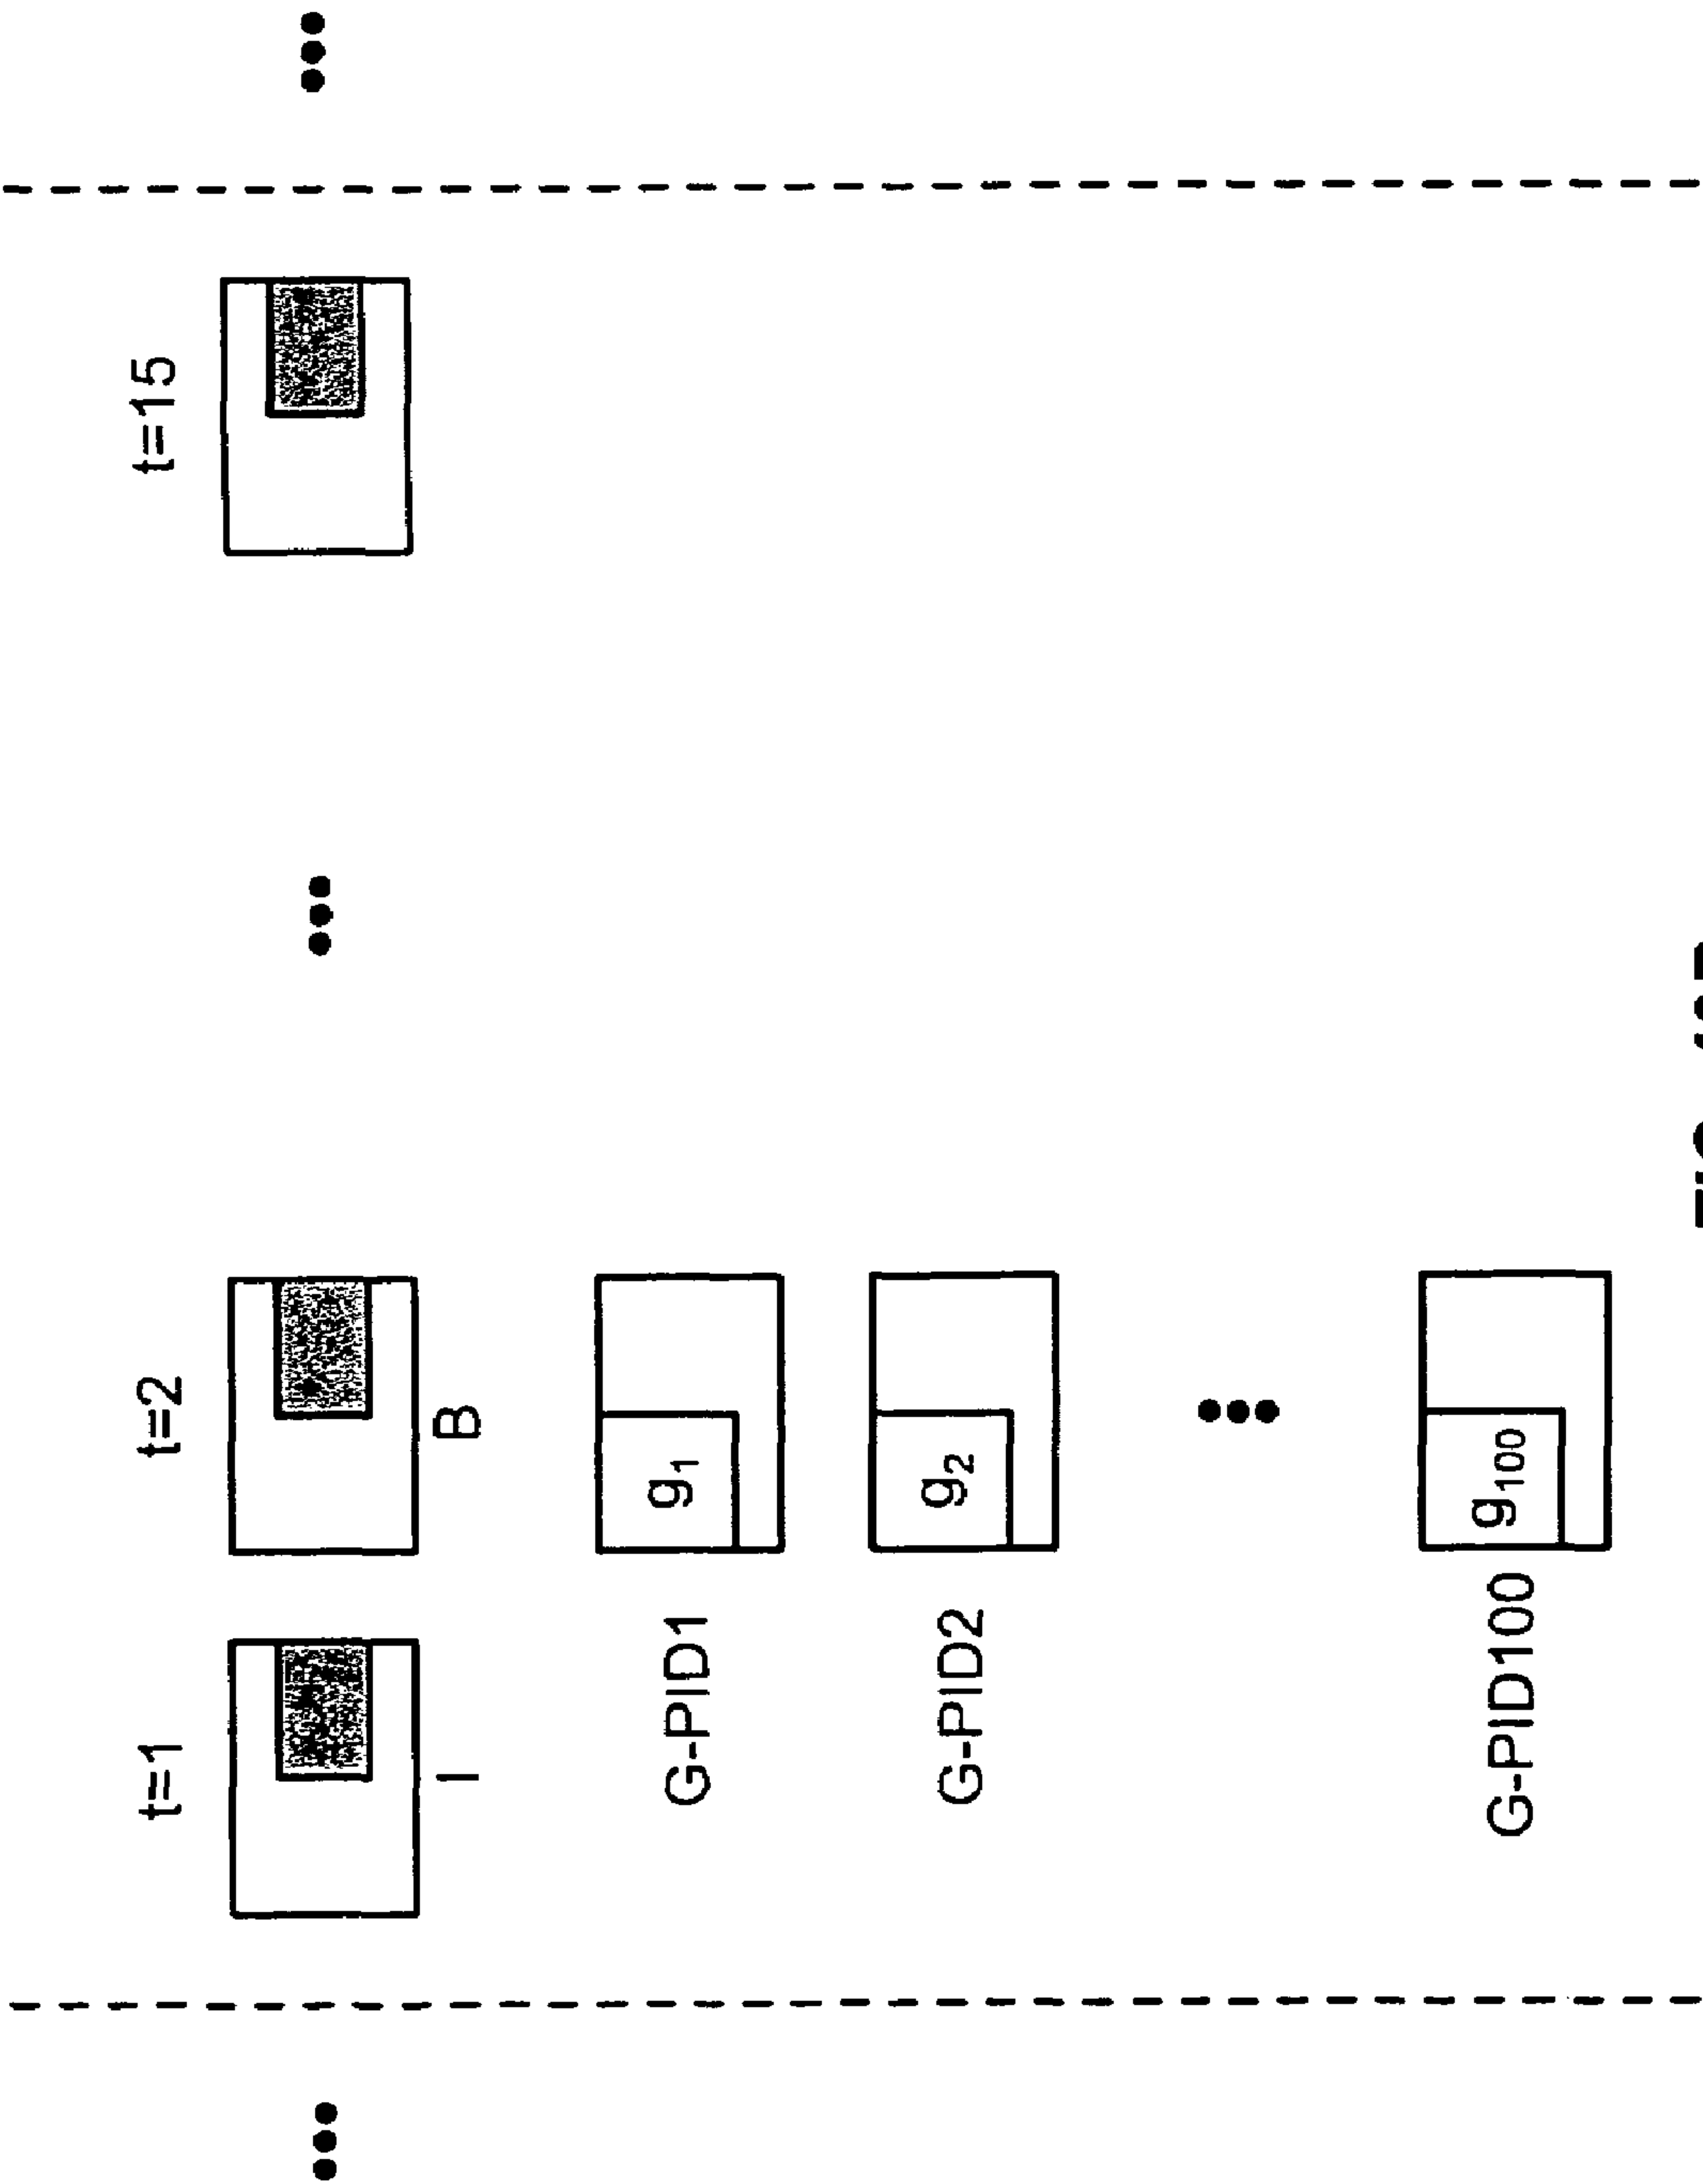 t=1 t=2 t=15
I B
G-PID1 g1
G-PID2 g2
G-PID100 g100